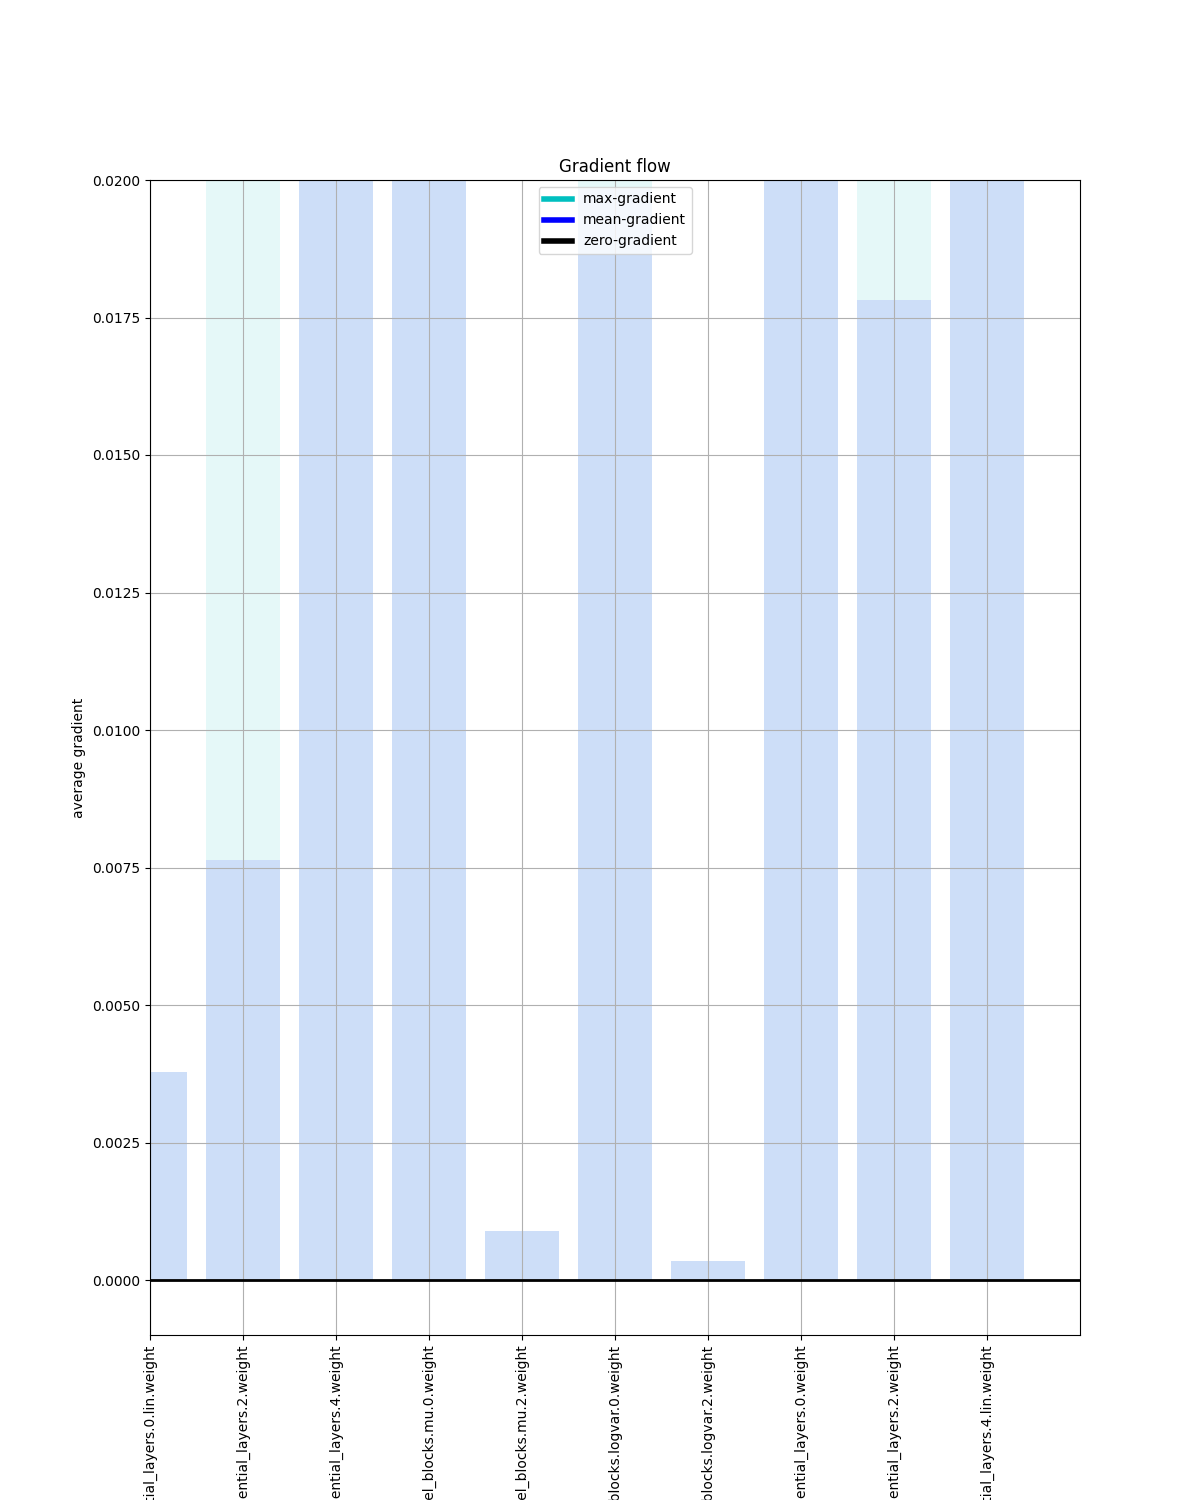 Gradient flow
max-gradient
mean-gradient
zero-gradient
0.0200
0.0175
0.0150
0.0125
0.0100
0.0075
0.0050
0.0025
0.0000
average gradient
tial_layers.0.lin.weight
ential_layers.2.weight
ential_layers.4.weight
el_blocks.mu.0.weight
el_blocks.mu.2.weight
blocks.logvar.0.weight
blocks.logvar.2.weight
ential_layers.0.weight
ential_layers.2.weight
tial_layers.4.lin.weight